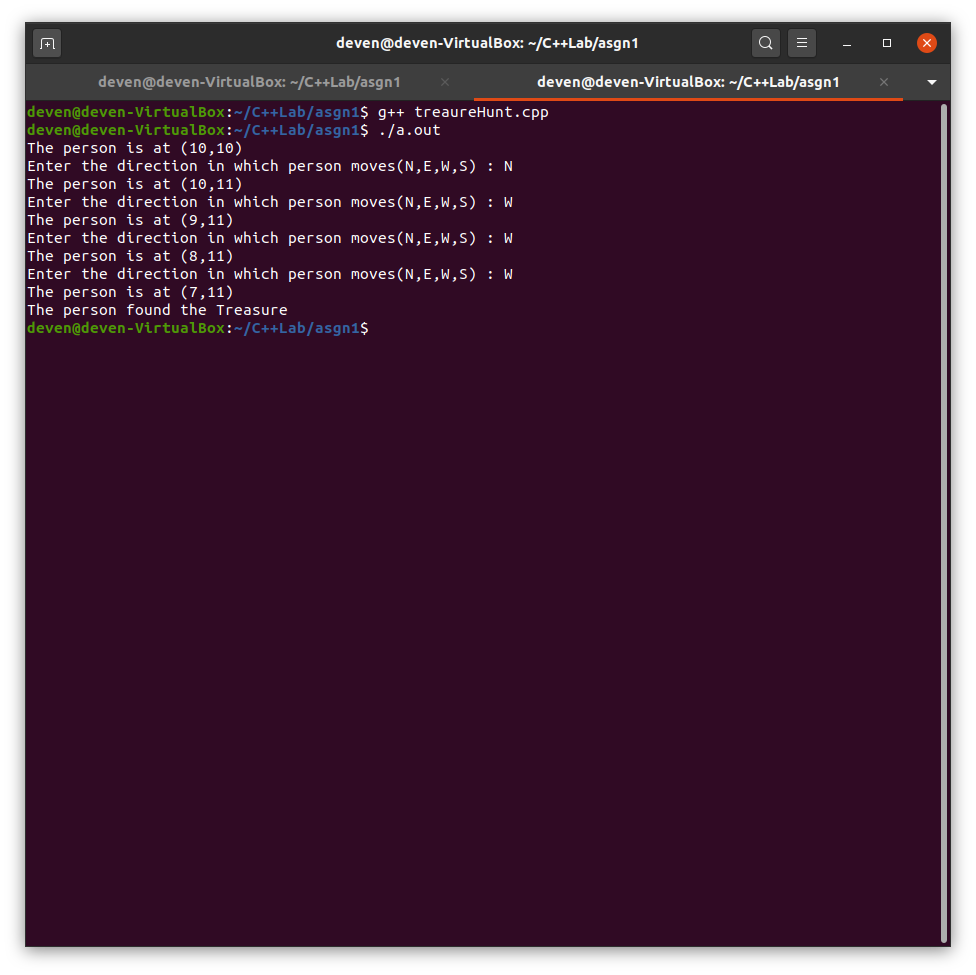 deven@deven-VirtualBox: ~/C++Lab/asgn1
deven@deven-VirtualBox: ~/C++Lab/asgn1 deven@deven-VirtualBox: ~/C++Lab/asgn1
deven@deven-VirtualBox:~/C++Lab/asgn1$ g++ treaureHunt.cpp
deven@deven-VirtualBox:~/C++Lab/asgn1$ ./a.out
The person is at (10,10)
Enter the direction in which person moves(N,E,W,S) : N
The person is at (10,11)
Enter the direction in which person moves(N,E,W,S) : W
The person is at (9,11)
Enter the direction in which person moves(N,E,W,S) : W
The person is at (8,11)
Enter the direction in which person moves(N,E,W,S) : W
The person is at (7,11)
The person found the Treasure
deven@deven-VirtualBox:~/C++Lab/asgn1$